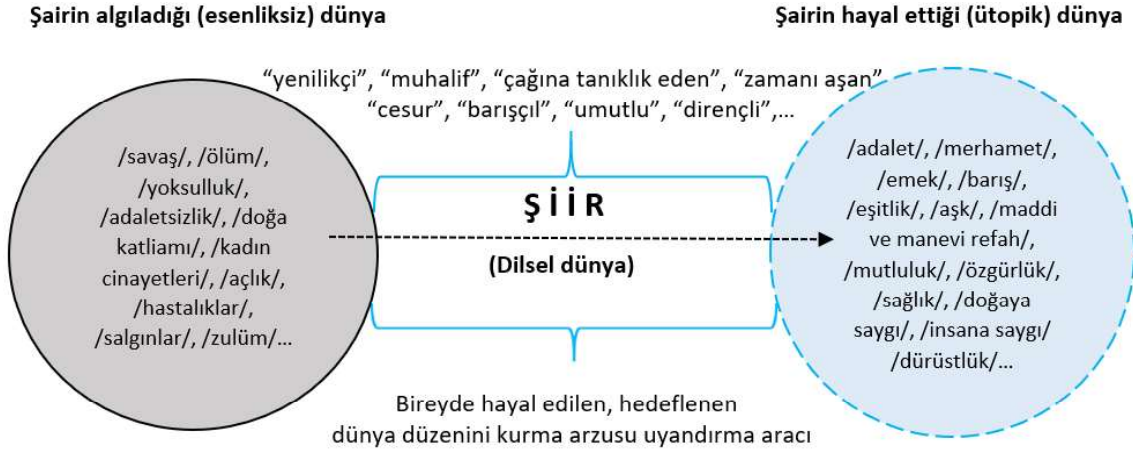 Şairin algıladığı (esenliksiz) dünya
Şairin hayal ettiği (ütopik) dünya
“yenilikçi”, “muhalif”, “çağına tanıklık eden”, “zamanı aşan”
“cesur”, “barışçıl”, “umutlu”, “dirençli”,...
/savaş/, /ölüm/,
/yoksulluk/,
/adaletsizlik/, /doğa
katliamı/, /kadın
cinayetleri/, /açlık/,
/hastalıklar/,
/salgınlar/, /zulüm/...
Ş İ İ R
(Dilsel dünya)
/adalet/, /merhamet/,
/emek/, /barış/,
/eşitlik/, /aşk/, /maddi
ve manevi refah/,
/mutluluk/, /özgürlük/,
/sağlık/, /doğaya
saygı/, /insana saygı/
/dürüstlük/...
Bireyde hayal edilen, hedeflenen
dünya düzenini kurma arzusu uyandırma aracı